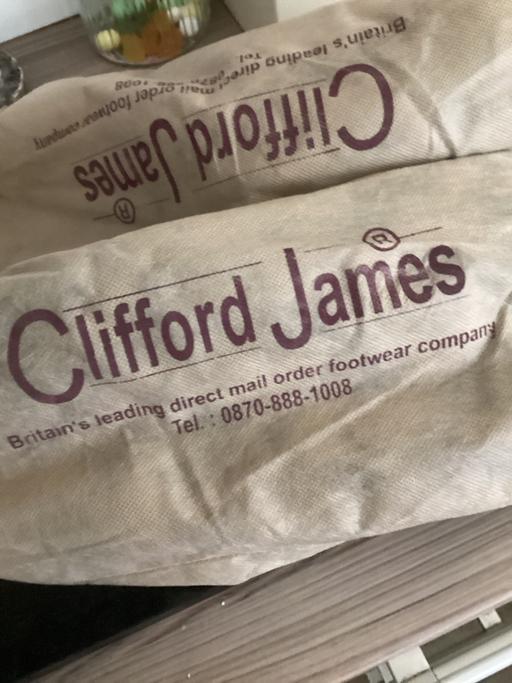 Britain's leading direct mail order footwear company
Tel
Clifford James
®
Clifford James
®
Britain's leading direct mail order footwear company
Tel. : 0870-888-1008